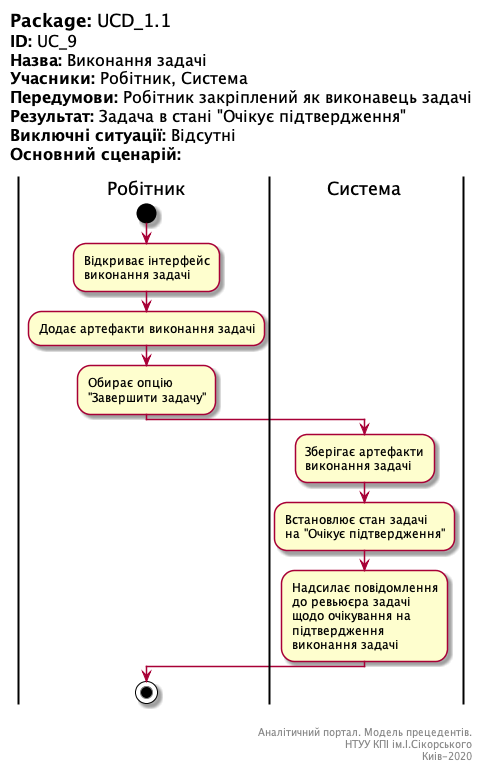 Package: UCD_1.1
ID: UC_9
Назва: Виконання задачі
Учасники: Робітник, Система
Передумови: Робітник закріплений як виконавець задачі
Результат: Задача в стані "Очікує підтвердження"
Виключні ситуації: Відсутні
Основний сценарій:
Робітник
Система
Відкриває інтерфейс
виконання задачі
Додає артефакти виконання задачі
Обирає опцію
"Завершити задачу"
Зберігає артефакти
виконання задачі
Встановлює стан задачі
на "Очікує підтвердження"
Надсилає повідомлення
до ревьюєра задачі
щодо очікування на
підтвердження
виконання задачі
Аналітичний портал. Модель прецедентів.
НТУУ КПІ ім.І.Сікорського
Київ-2020